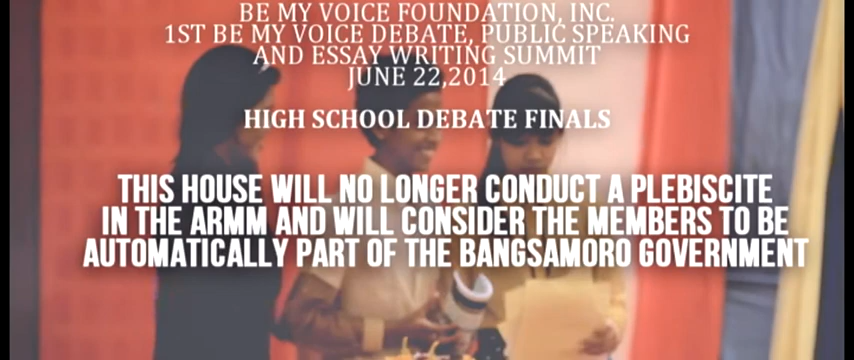 BE MY VOICE FOUNDATION, INC.
1ST BE MY VOICE DEBATE, PUBLIC SPEAKING
AND ESSAY WRITING SUMMIT
JUNE 22,2014
HIGH SCHOOL DEBATE FINALS
THIS HOUSE WILL NO LONGER CONDUCT A PLEBISCITE
IN THE ARMM AND WILL CONSIDER THE MEMBERS TO BE
AUTOMATICALLY PART OF THE BANGSAMORO GOVERNMENT